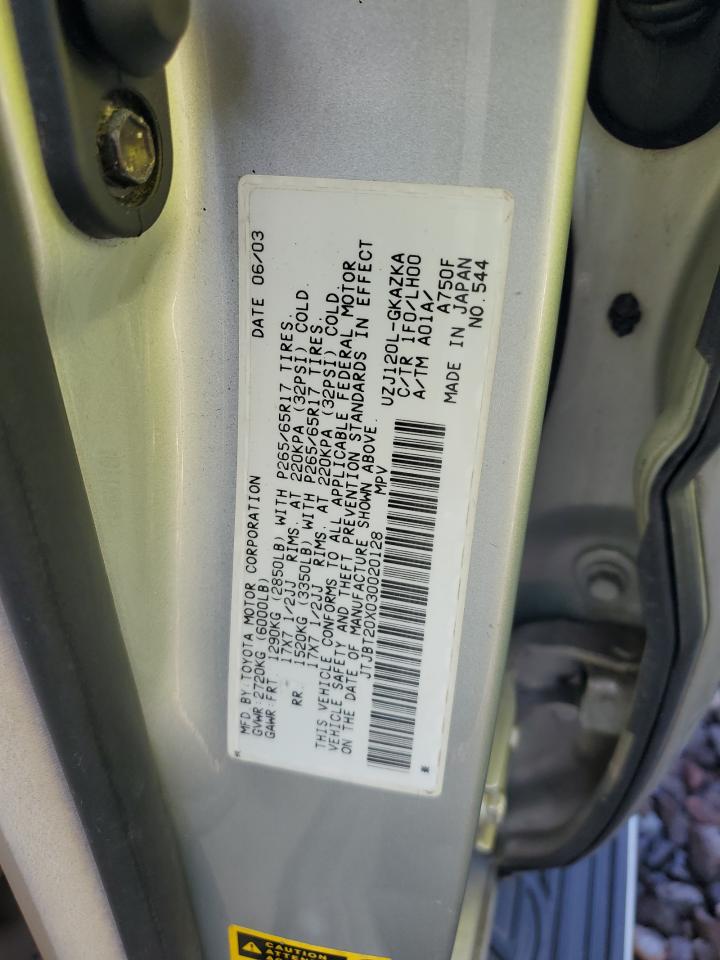 MFD BY: TOYOTA MOTOR CORPORATION DATE 06/03
GVWR: 2720KG (6000LB)
GAWR: FRT. 1290KG (2850LB) WITH P265/65R17 TIRES.
17X7 1/2JJ RIMS. AT 220KPA (32PSI) COLD.
RR. 1520KG (3350LB) WITH P265/65R17 TIRES.
17X7 1/2JJ RIMS. AT 220KPA (32PSI) COLD.
THIS VEHICLE CONFORMS TO ALL APPLICABLE FEDERAL MOTOR
VEHICLE SAFETY AND THEFT PREVENTION STANDARDS IN EFFECT
ON THE DATE OF MANUFACTURE SHOWN ABOVE.
JTJBT20X030020128 MPV
UZJ120L-GKAZKA
C/TR 1F0/LH00
A/TM A01A/
A750F
MADE IN JAPAN
NO.544
CAUTION